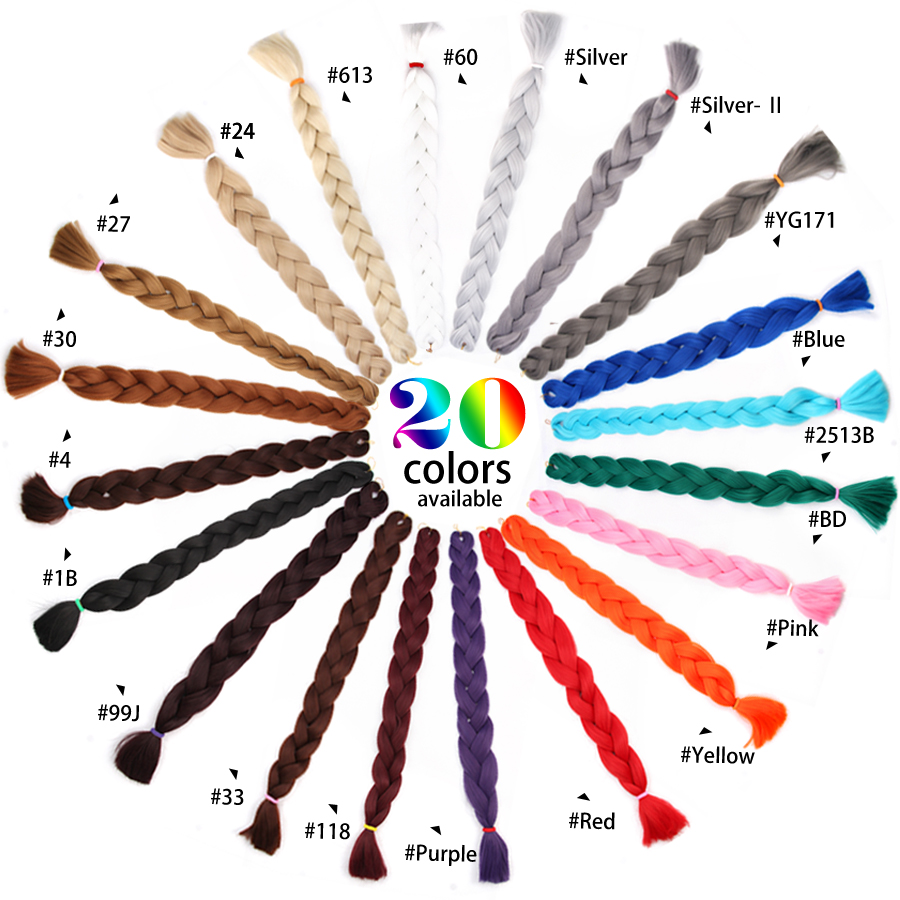 #60
#Silver
#613
#Silver- II
#24
#YG171
#27
#30
#Blue
20
colors
available
#2513B
#4
#BD
#1B
#Pink
#99J
#Yellow
#33
#118
#Purple
#Red